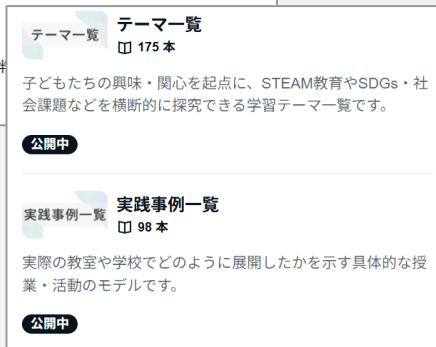 テーマ一覧
テーマ一覧
175 本
子どもたちの興味・関心を起点に、STEAM教育やSDGs・社
会課題などを横断的に探究できる学習テーマ一覧です。
公開中
実践事例一覧
実践事例一覧
98 本
実際の教室や学校でどのように展開したかを示す具体的な授
業・活動のモデルです。
公開中